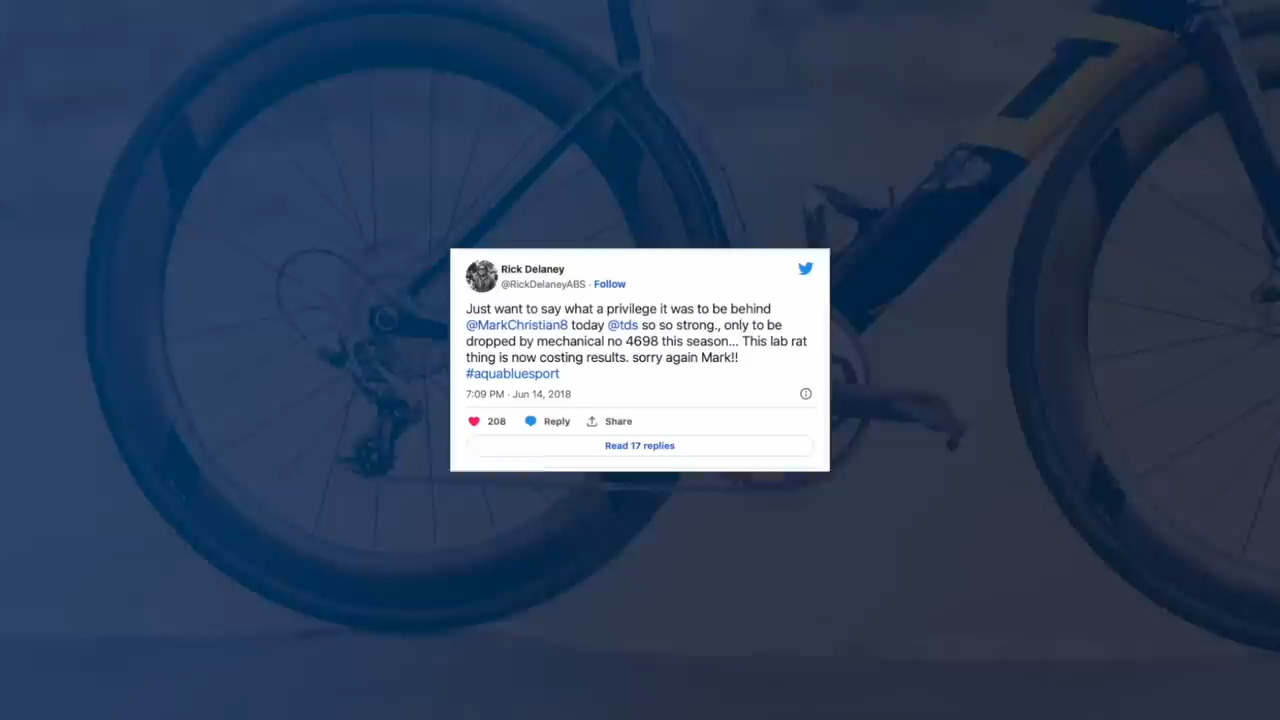 Rick Delaney
@RickDelaneyABS · Follow
Just want to say what a privilege it was to be behind
@MarkChristian8 today @tds so so strong., only to be
dropped by mechanical no 4698 this season... This lab rat
thing is now costing results. sorry again Mark!!
#aquabluesport
7:09 PM · Jun 14, 2018
208 Reply Share
Read 17 replies